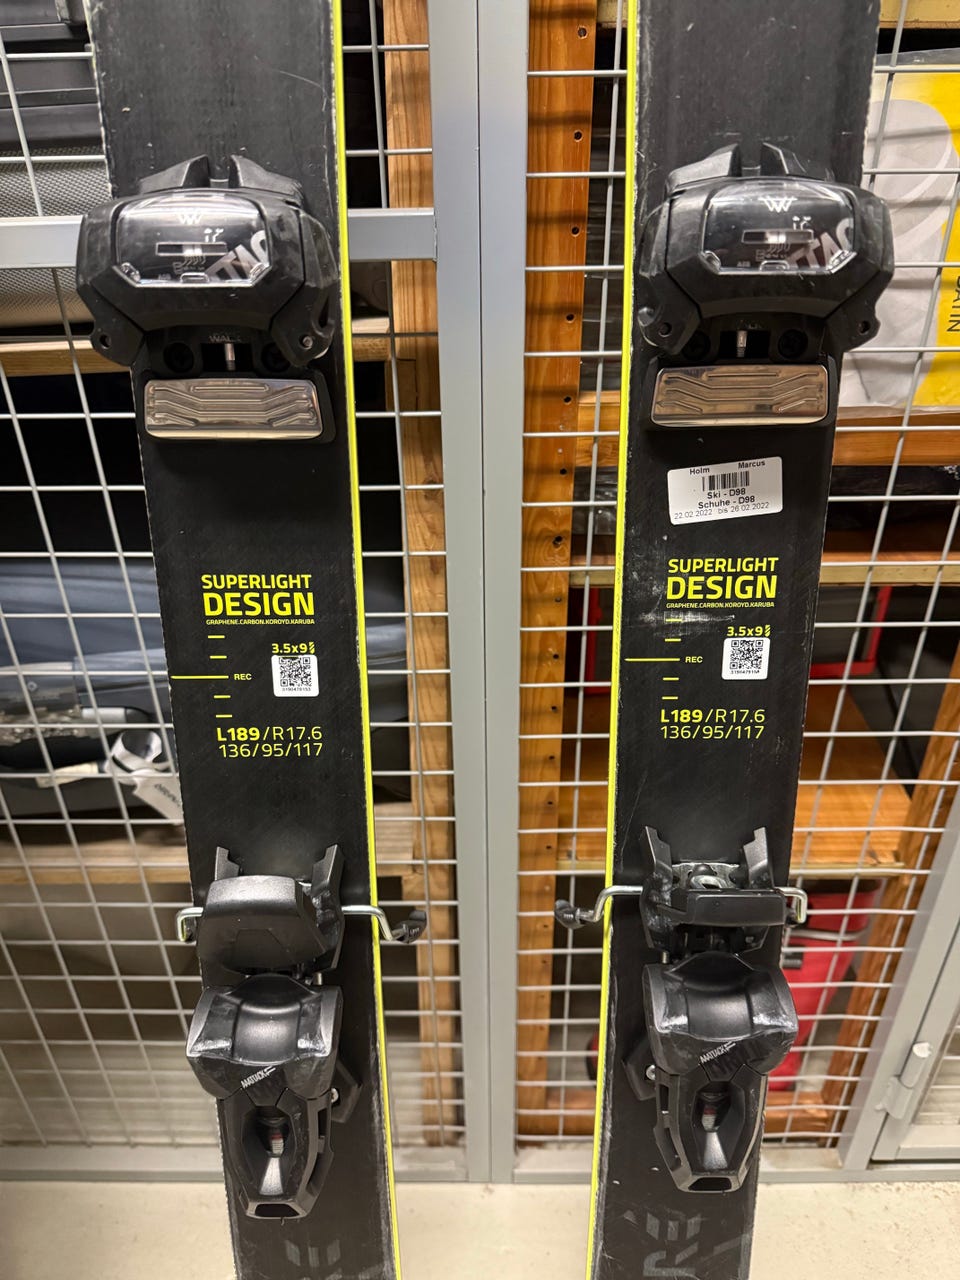 WALK
Holm Marcus
Ski - D98
Schuhe - D98
22.02.2022 bis 26.02.2022
SUPERLIGHT
DESIGN
GRAPHENE.CARBON.KOROYD.KARUBA
3.5x9
REC
L189/R17.6
136/95/117
SUPERLIGHT
DESIGN
GRAPHENE.CARBON.KOROYD.KARUBA
3.5x9
REC
L189/R17.6
136/95/117
AATTACK
AATTACK